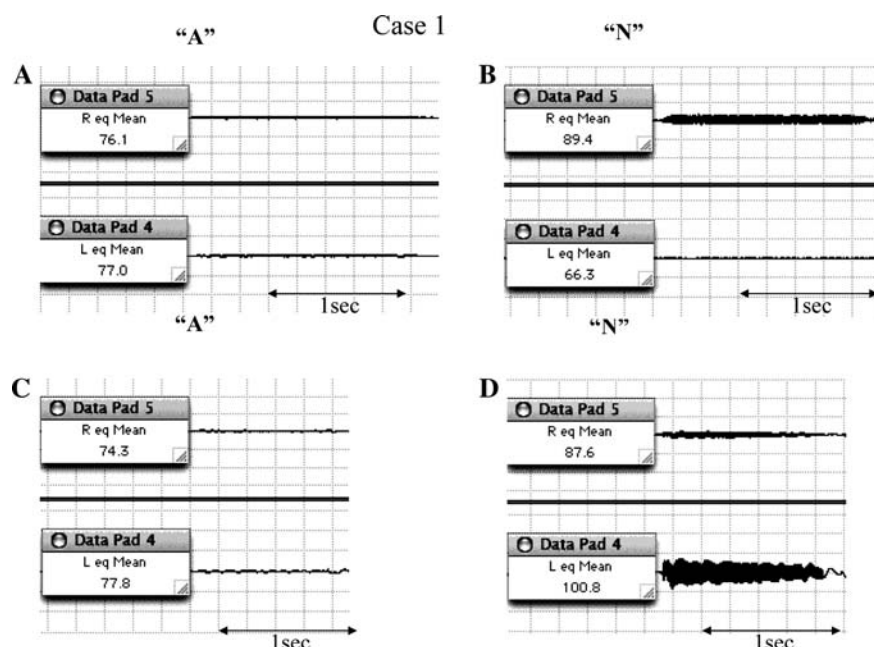 Case 1
“A”
“N”
A
Data Pad 5
R eq Mean
76.1
Data Pad 4
L eq Mean
77.0
1sec
B
Data Pad 5
R eq Mean
89.4
Data Pad 4
L eq Mean
66.3
1sec
“A”
“N”
C
Data Pad 5
R eq Mean
74.3
Data Pad 4
L eq Mean
77.8
1sec
D
Data Pad 5
R eq Mean
87.6
Data Pad 4
L eq Mean
100.8
1sec